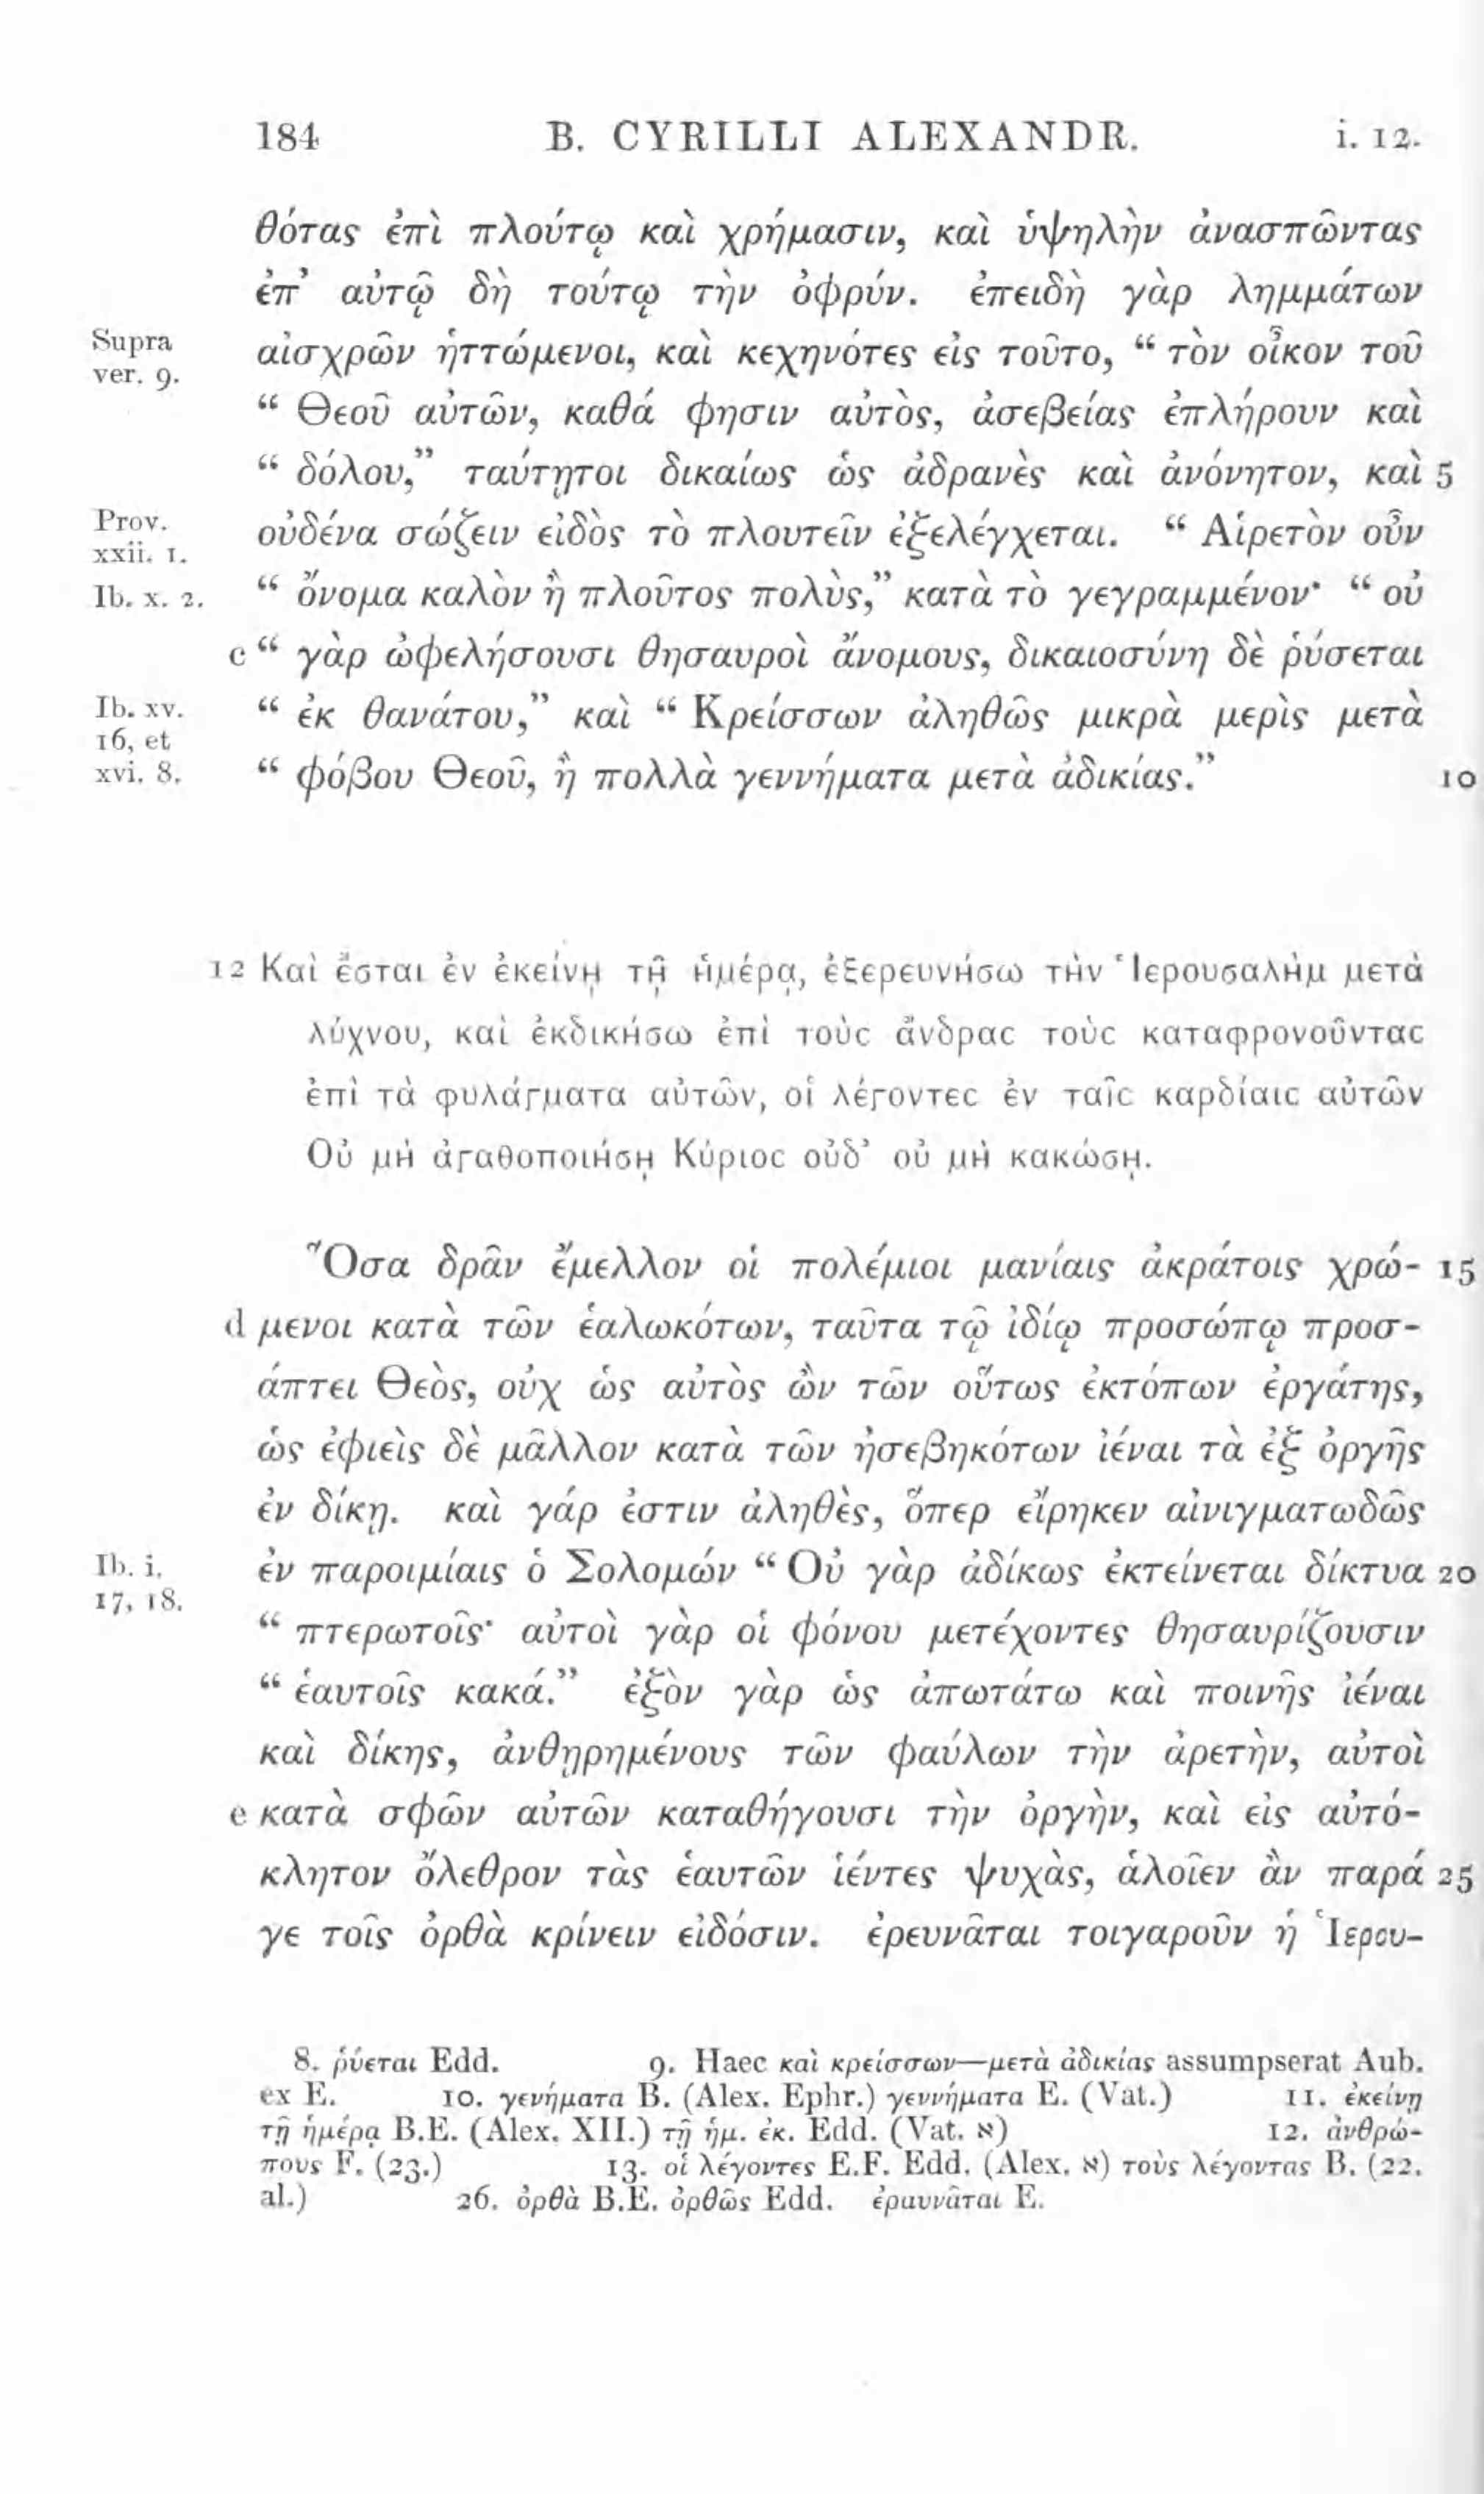 184 B. CYRILLI ALEXANDR. i. 12.
θότας ἐπὶ πλούτῳ καὶ χρήμασιν, καὶ ὑψηλὴν ἀνασπῶντας
ἐπ’ αὐτῷ δὴ τούτῳ τὴν ὀφρύν. ἐπειδὴ γὰρ λημμάτων
Supra αἰσχρῶν ἡττώμενοι, καὶ κεχηνότες εἰς τοῦτο, “ τὸν οἶκον τοῦ
ver. 9.
“ Θεοῦ αὐτῶν, καθά φησιν αὐτὸς, ἀσεβείας ἐπλήρουν καὶ
“ δόλου,” ταύτῃτοι δικαίως ὡς ἀδρανὲς καὶ ἀνόνητον, καὶ 5
Prov. οὐδένα σώζειν εἰδὸς τὸ πλουτεῖν ἐξελέγχεται. “ Αἱρετὸν οὖν
xxii. 1.
Ib. x. 2. “ ὄνομα καλὸν ἢ πλοῦτος πολὺς,” κατὰ τὸ γεγραμμένον· “ οὐ
c “ γὰρ ὠφελήσουσι θησαυροὶ ἄνομους, δικαιοσύνη δὲ ῥύσεται
Ib. xv. “ ἐκ θανάτου,” καὶ “ Κρείσσων ἀληθῶς μικρὰ μερὶς μετὰ
16, et
xvi. 8. “ φόβου Θεοῦ, ἢ πολλὰ γεννήματα μετὰ ἀδικίας.” 10
12 Καὶ ἔσται ἐν ἐκείνῃ τῇ ἡμέρᾳ, ἐξερευνήσω τὴν Ἱερουσαλὴμ μετὰ
λύχνου, καὶ ἐκδικήσω ἐπὶ τοὺς ἄνδρας τοὺς καταφρονοῦντας
ἐπὶ τὰ φυλάγματα αὐτῶν, οἱ λέγοντες ἐν ταῖς καρδίαις αὐτῶν
Οὐ μὴ ἀγαθοποιήσῃ Κύριος οὐδ’ οὐ μὴ κακώσῃ.
Ὅσα δρᾶν ἔμελλον οἱ πολέμιοι μανίαις ἀκράτοις χρώ- 15
d μενοι κατὰ τῶν ἑαλωκότων, ταῦτα τῷ ἰδίῳ προσώπῳ προσ-
άπτει Θεὸς, οὐχ ὡς αὐτὸς ὢν τῶν οὕτως ἐκτόπων ἐργάτης,
ὡς ἐφιεὶς δὲ μᾶλλον κατὰ τῶν ἠσεβηκότων ἰέναι τὰ ἐξ ὀργῆς
ἐν δίκῃ. καὶ γάρ ἐστιν ἀληθὲς, ὅπερ εἴρηκεν αἰνιγματωδῶς
Ib. i. ἐν παροιμίαις ὁ Σολομών “ Οὐ γὰρ ἀδίκως ἐκτείνεται δίκτυα 20
17, 18.
“ πτερωτοῖς· αὐτοὶ γὰρ οἱ φόνου μετέχοντες θησαυρίζουσιν
“ ἑαυτοῖς κακά.” ἐξὸν γὰρ ὡς ἀπωτάτω καὶ ποινῆς ἰέναι
καὶ δίκης, ἀνθῃρημένους τῶν φαύλων τὴν ἀρετὴν, αὐτοὶ
e κατὰ σφῶν αὐτῶν καταθήγουσι τὴν ὀργὴν, καὶ εἰς αὐτό-
κλητον ὄλεθρον τὰς ἑαυτῶν ἱέντες ψυχὰς, ἁλοῖεν ἂν παρά 25
γε τοῖς ὀρθὰ κρίνειν εἰδόσιν. ἐρευνᾶται τοιγαροῦν ἡ Ἱερου-
8. ῥύεται Edd. 9. Haec καὶ κρείσσων—μετὰ ἀδικίας assumpserat Aub.
ex E. 10. γενήματα B. (Alex. Ephr.) γεννήματα E. (Vat.) 11. ἐκείνῃ
τῇ ἡμέρᾳ B.E. (Alex. XII.) τῇ ἡμ. ἐκ. Edd. (Vat. א) 12. ἀνθρώ-
πους F. (23.) 13. οἱ λέγοντες E.F. Edd. (Alex. א) τοὺς λέγοντας B. (22.
al.) 26. ὀρθὰ B.E. ὀρθῶς Edd. ἐραυνᾶται E.